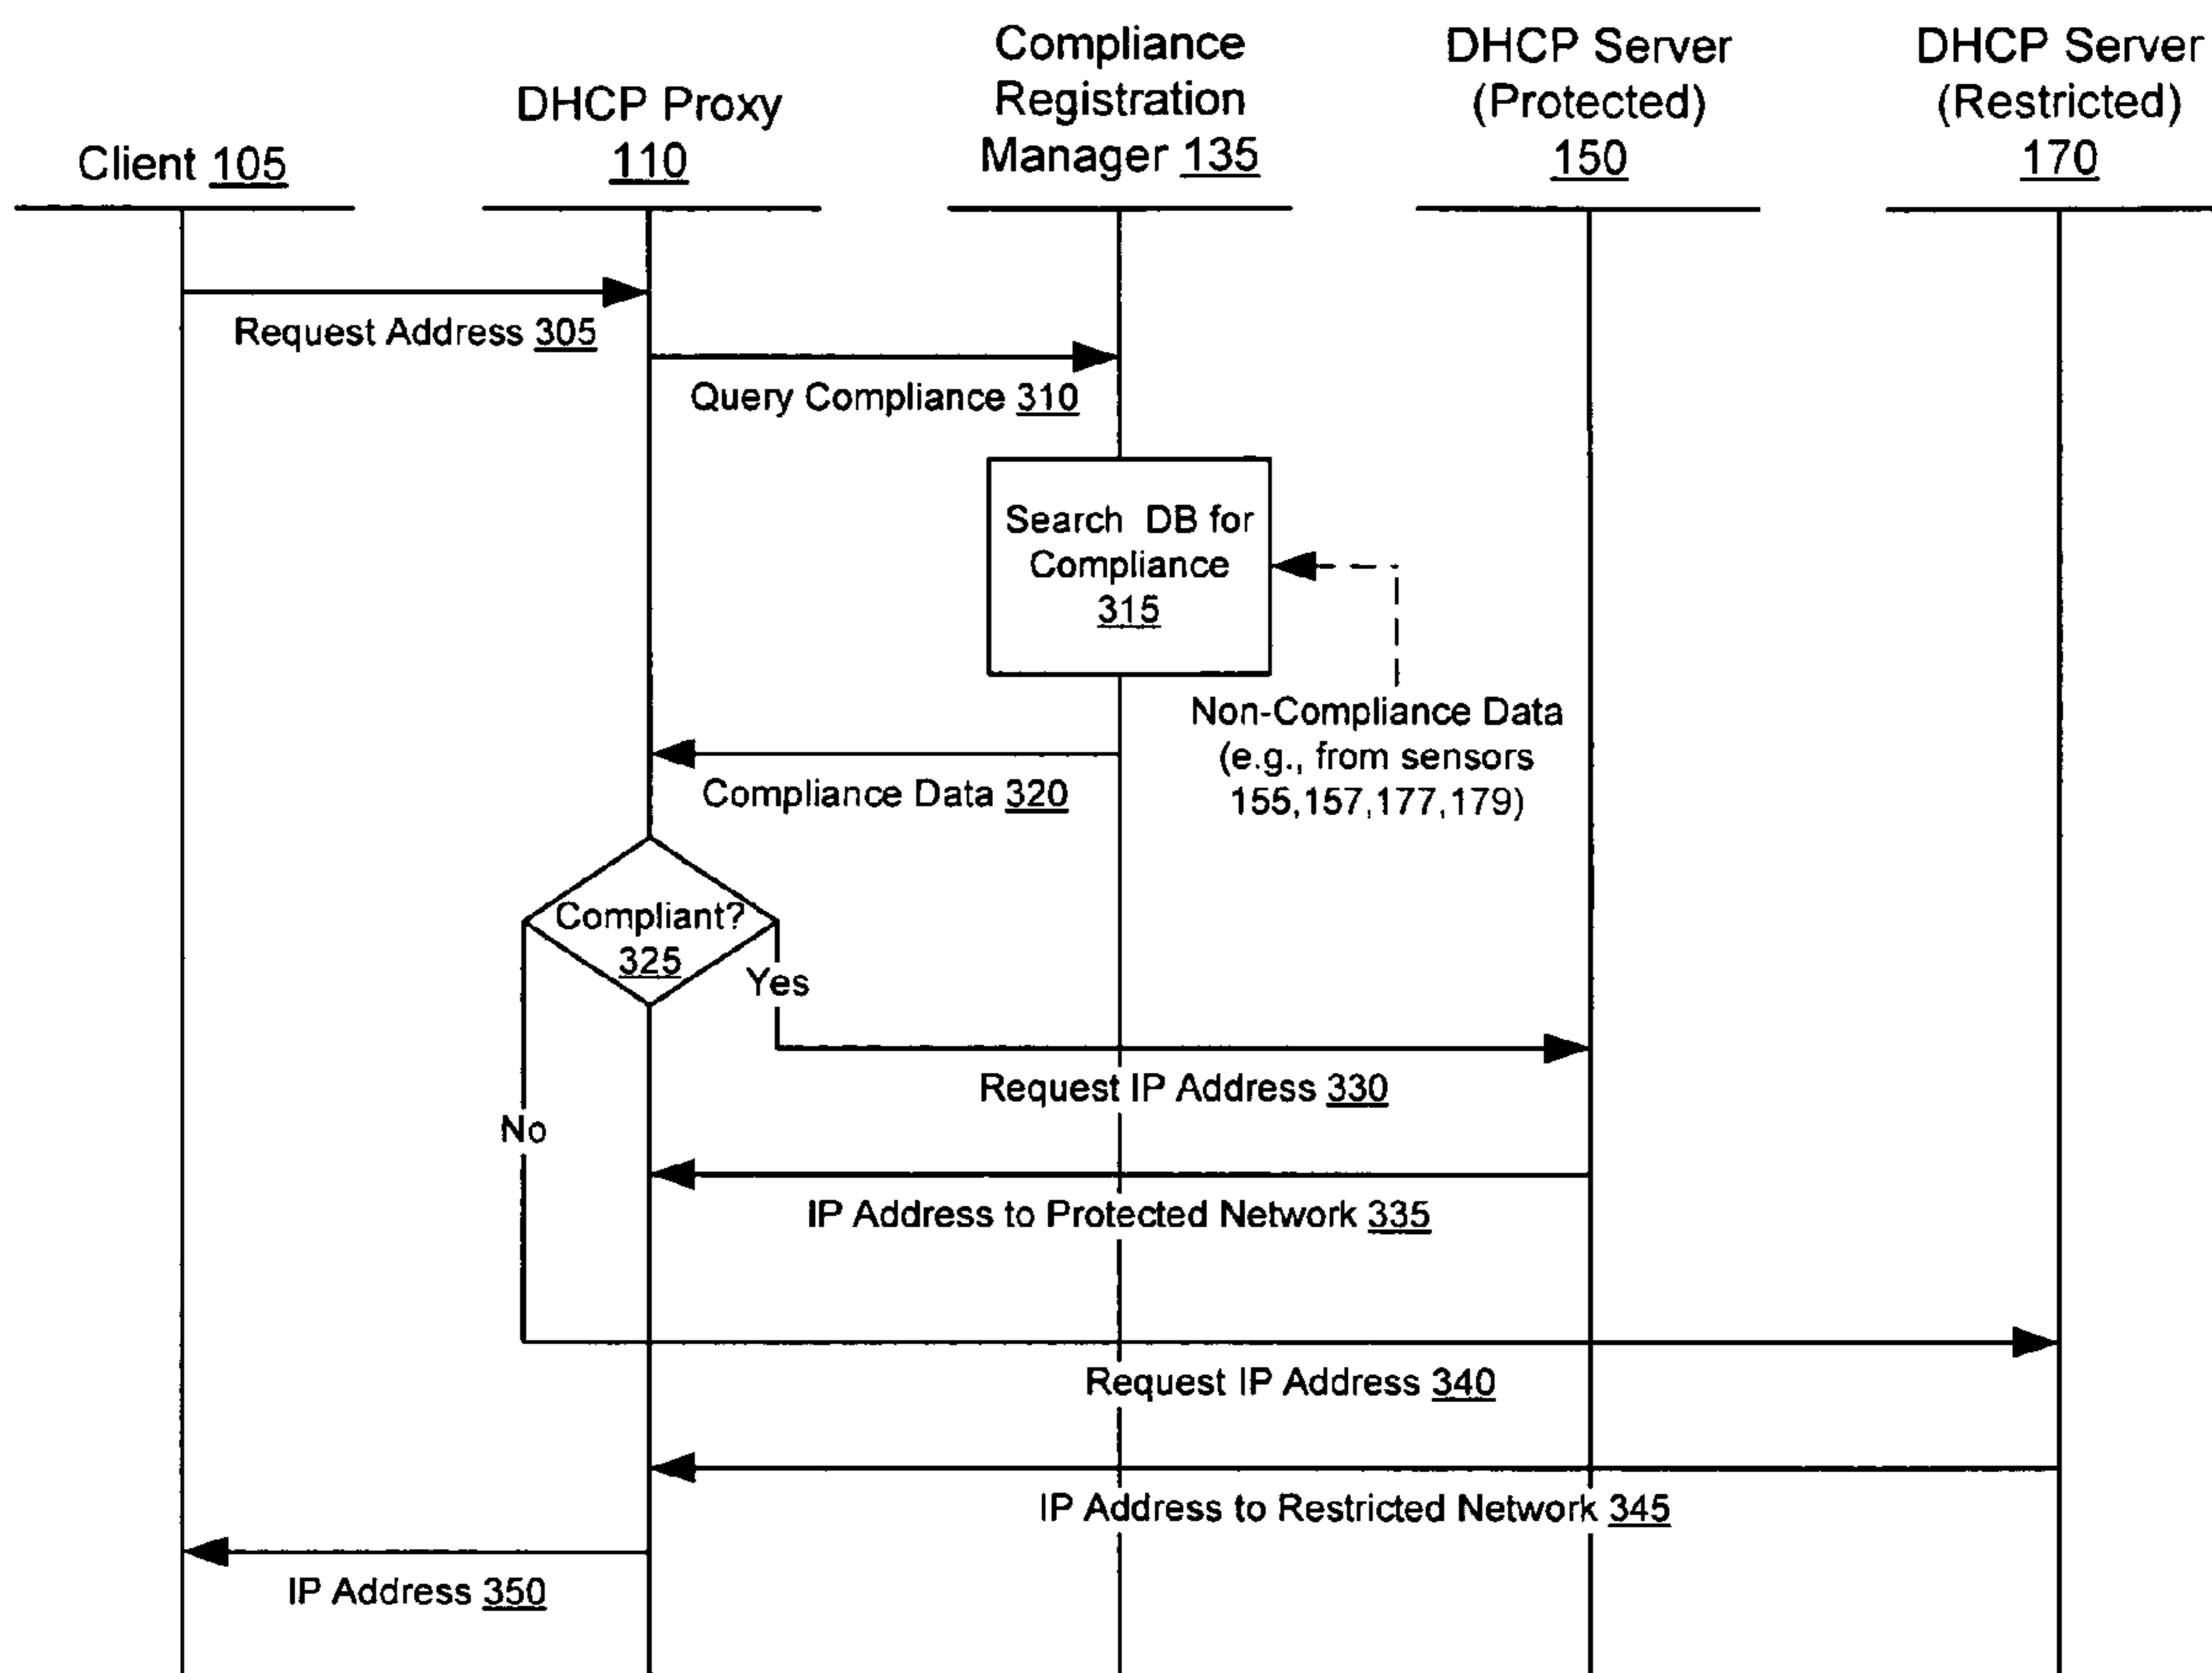 Client 105
DHCP Proxy
110
Compliance
Registration
Manager 135
DHCP Server
(Protected)
150
DHCP Server
(Restricted)
170
Request Address 305
Query Compliance 310
Search DB for
Compliance
315
Non-Compliance Data
(e.g., from sensors
155,157,177,179)
Compliance Data 320
Compliant?
325
Yes
Request IP Address 330
No
IP Address to Protected Network 335
Request IP Address 340
IP Address to Restricted Network 345
IP Address 350